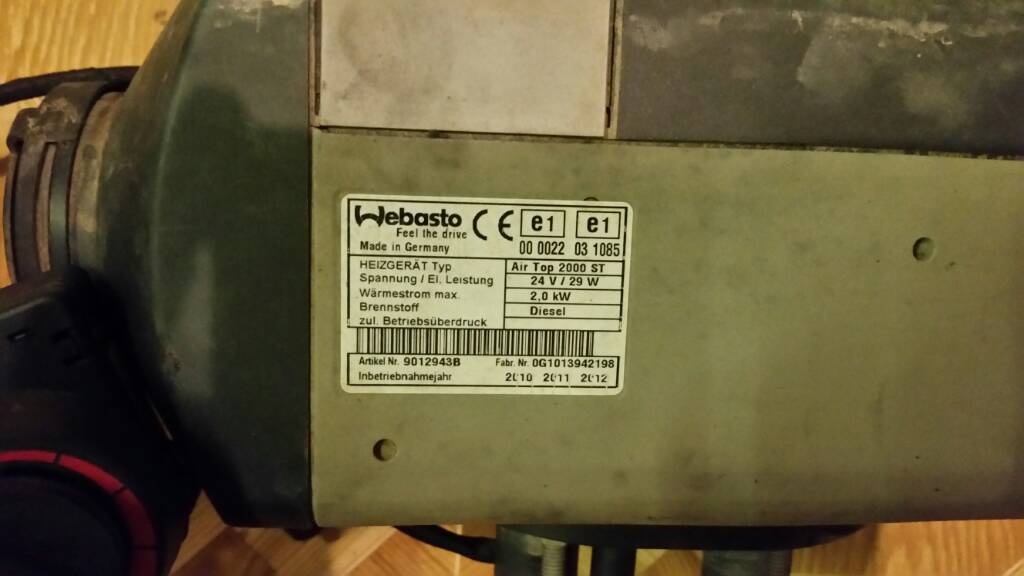 Webasto
Feel the drive
Made in Germany
CE e1 e1
00 0022 03 1085
HEIZGERÄT Typ Air Top 2000 ST
Spannung / El. Leistung 24 V / 29 W
Wärmestrom max. 2,0 kW
Brennstoff Diesel
zul. Betriebsüberdruck
Artikel Nr. 9012943B Fabr. Nr. 0G1013942198
Inbetriebnahmejahr 2010 2011 2012